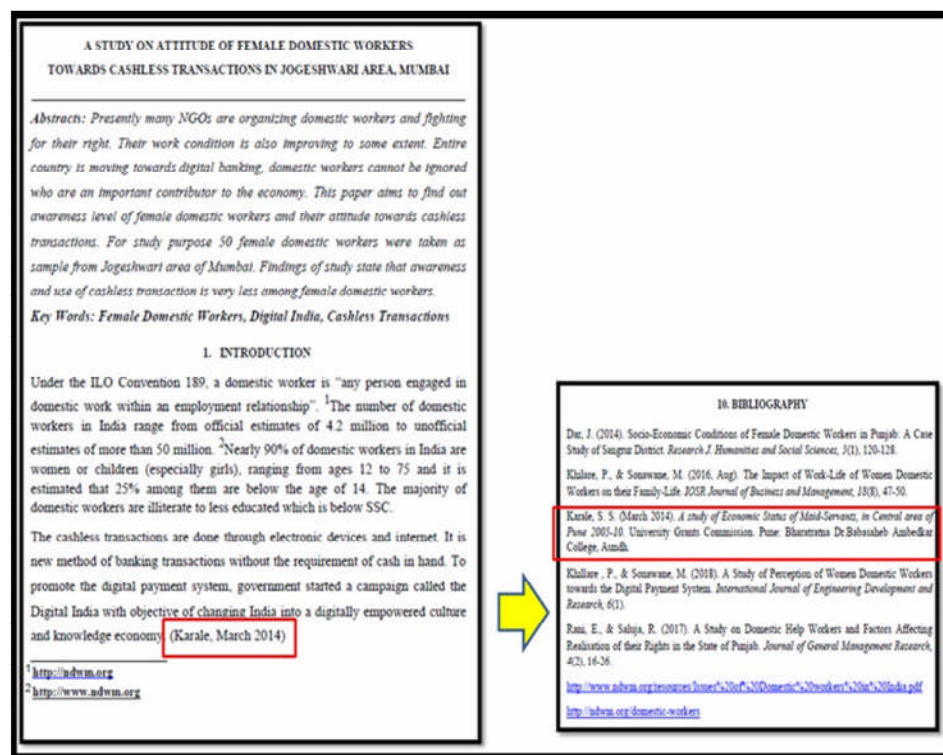 A STUDY ON ATTITUDE OF FEMALE DOMESTIC WORKERS
TOWARDS CASHLESS TRANSACTIONS IN JOGESHWARI AREA, MUMBAI
Abstracts: Presently many NGOs are organizing domestic workers and fighting
for their right. Their work condition is also improving to some extent. Entire
country is moving towards digital banking, domestic workers cannot be ignored
who are an important contributor to the economy. This paper aims to find out
awareness level of female domestic workers and their attitude towards cashless
transactions. For study purpose 50 female domestic workers were taken as
sample from Jogeshwari area of Mumbai. Findings of study state that awareness
and use of cashless transaction is very less among female domestic workers.
Key Words: Female Domestic Workers, Digital India, Cashless Transactions
1. INTRODUCTION
Under the ILO Convention 189, a domestic worker is “any person engaged in
domestic work within an employment relationship”. 1The number of domestic
workers in India range from official estimates of 4.2 million to unofficial
estimates of more than 50 million. 2Nearly 90% of domestic workers in India are
women or children (especially girls), ranging from ages 12 to 75 and it is
estimated that 25% among them are below the age of 14. The majority of
domestic workers are illiterate to less educated which is below SSC.
The cashless transactions are done through electronic devices and internet. It is
new method of banking transactions without the requirement of cash in hand. To
promote the digital payment system, government started a campaign called the
Digital India with objective of changing India into a digitally empowered culture
and knowledge economy (Karale, March 2014)
1 http://ndwm.org
2 http://www.ndwm.org
10. BIBLIOGRAPHY
Dar, J. (2014). Socio-Economic Conditions of Female Domestic Workers in Punjab: A Case
Study of Sangrur District. Research J. Humanities and Social Sciences, 5(1), 120-128.
Khilare, P., & Sonawane, M. (2016, Aug). The Impact of Work-Life of Women Domestic
Workers on their Family-Life. IOSR Journal of Business and Management, 18(8), 47-50.
Karale, S. S. (March 2014). A study of Economic Status of Maid-Servants, in Central area of
Pune 2005-10. University Grants Commission. Pune: Bharatratna Dr.Babasaheb Ambedkar
College, Aundh.
Khillare , P., & Sonawane, M. (2018). A Study of Perception of Women Domestic Workers
towards the Digital Payment System. International Journal of Engineering Development and
Research, 6(1).
Rani, E., & Saluja, R. (2017). A Study on Domestic Help Workers and Factors Affecting
Realisation of their Rights in the State of Punjab. Journal of General Management Research,
4(2), 16-26.
http://www.ndwm.org/resources/Issues%20of%20Domestic%20workers%20in%20India.pdf
http://ndwm.org/domestic-workers